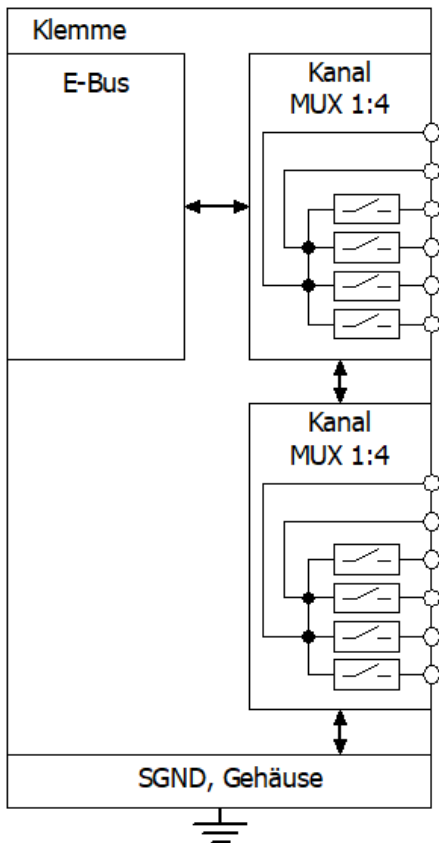 Klemme
E-Bus
Kanal
MUX 1:4
Kanal
MUX 1:4
SGND, Gehäuse